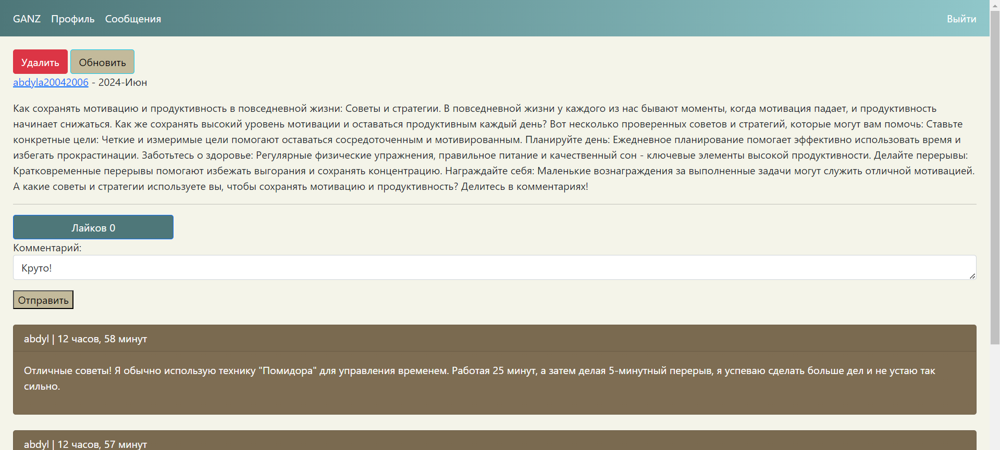 GANZ Профиль Сообщения Выйти
Удалить Обновить
abdyla20042006 - 2024-Июн
Как сохранять мотивацию и продуктивность в повседневной жизни: Советы и стратегии. В повседневной жизни у каждого из нас бывают моменты, когда мотивация падает, и продуктивность
начинает снижаться. Как же сохранять высокий уровень мотивации и оставаться продуктивным каждый день? Вот несколько проверенных советов и стратегий, которые могут вам помочь: Ставьте
конкретные цели: Четкие и измеримые цели помогают оставаться сосредоточенным и мотивированным. Планируйте день: Ежедневное планирование помогает эффективно использовать время и
избегать прокрастинации. Заботьтесь о здоровье: Регулярные физические упражнения, правильное питание и качественный сон - ключевые элементы высокой продуктивности. Делайте перерывы:
Кратковременные перерывы помогают избежать выгорания и сохранять концентрацию. Награждайте себя: Маленькие вознаграждения за выполненные задачи могут служить отличной мотивацией.
А какие советы и стратегии используете вы, чтобы сохранять мотивацию и продуктивность? Делитесь в комментариях!
Лайков 0
Комментарий:
Круто!
Отправить
abdyl | 12 часов, 58 минут
Отличные советы! Я обычно использую технику "Помидора" для управления временем. Работая 25 минут, а затем делая 5-минутный перерыв, я успеваю сделать больше дел и не устаю так
сильно.
abdyl | 12 часов, 57 минут